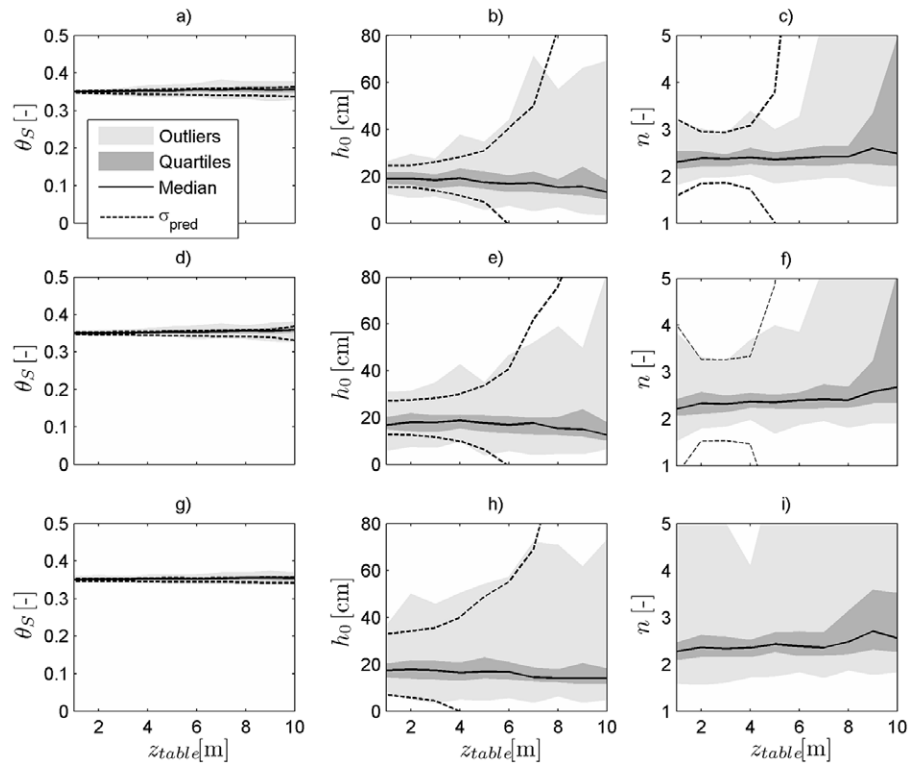 a)
b)
c)
0.5
0.4
0.3
0.2
0.1
0
θS [-]
Outliers
Quartiles
Median
σpred
80
60
40
20
0
h0 [cm]
5
4
3
2
1
n [-]
d)
e)
f)
0.5
0.4
0.3
0.2
0.1
0
θS [-]
80
60
40
20
0
h0 [cm]
5
4
3
2
1
n [-]
g)
h)
i)
0.5
0.4
0.3
0.2
0.1
0
θS [-]
80
60
40
20
0
h0 [cm]
5
4
3
2
1
n [-]
2 4 6 8 10
2 4 6 8 10
2 4 6 8 10
ztable[m]
ztable[m]
ztable[m]